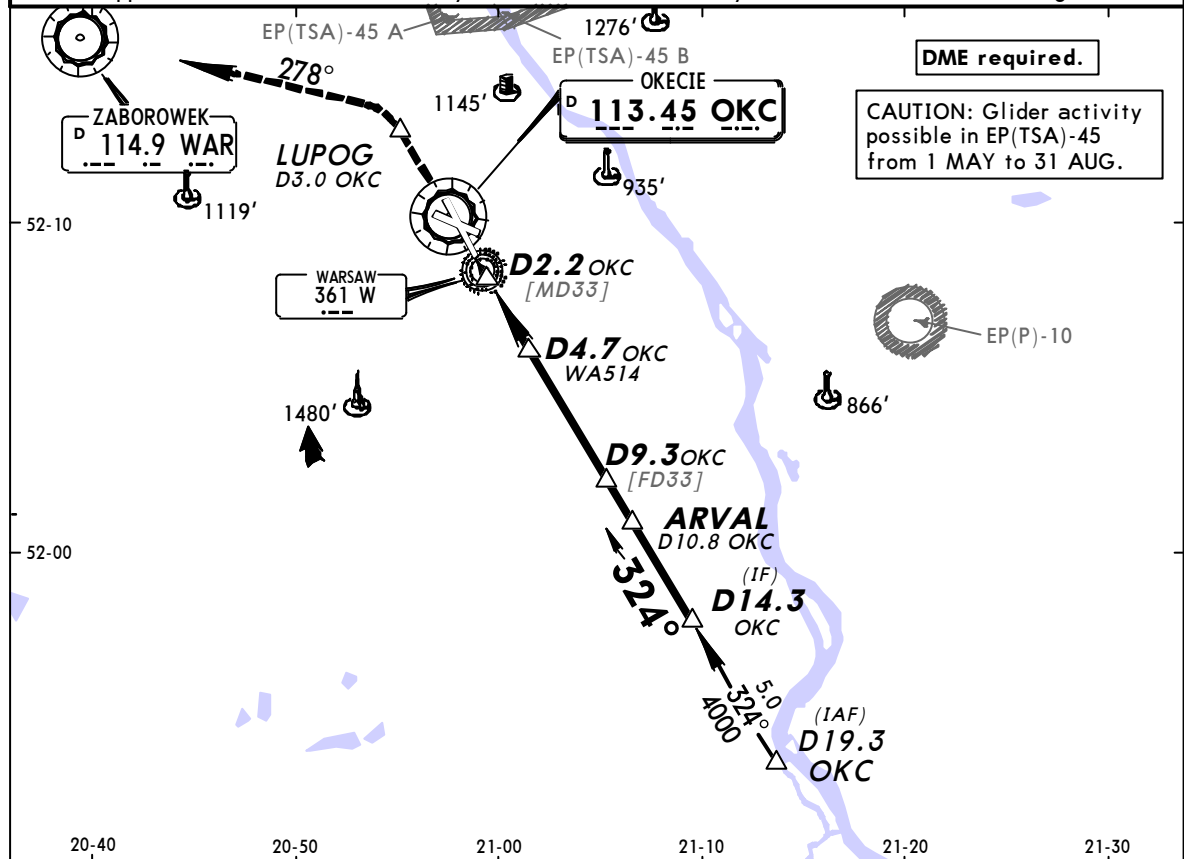 EP(TSA)-45 A
1276'
EP(TSA)-45 B
DME required.
278°
OKECIE
D 113.45 OKC
1145'
CAUTION: Glider activity
possible in EP(TSA)-45
from 1 MAY to 31 AUG.
ZABOROWEK
D 114.9 WAR
LUPOG
D3.0 OKC
1119'
935'
52-10
D2.2 OKC
[MD33]
WARSAW
361 W
EP(P)-10
D4.7 OKC
WA514
1480'
866'
D9.3 OKC
[FD33]
ARVAL
D10.8 OKC
52-00
324°
(IF)
D14.3
OKC
5.0
324°
4000
(IAF)
D19.3
OKC
20-40
20-50
21-00
21-10
21-20
21-30